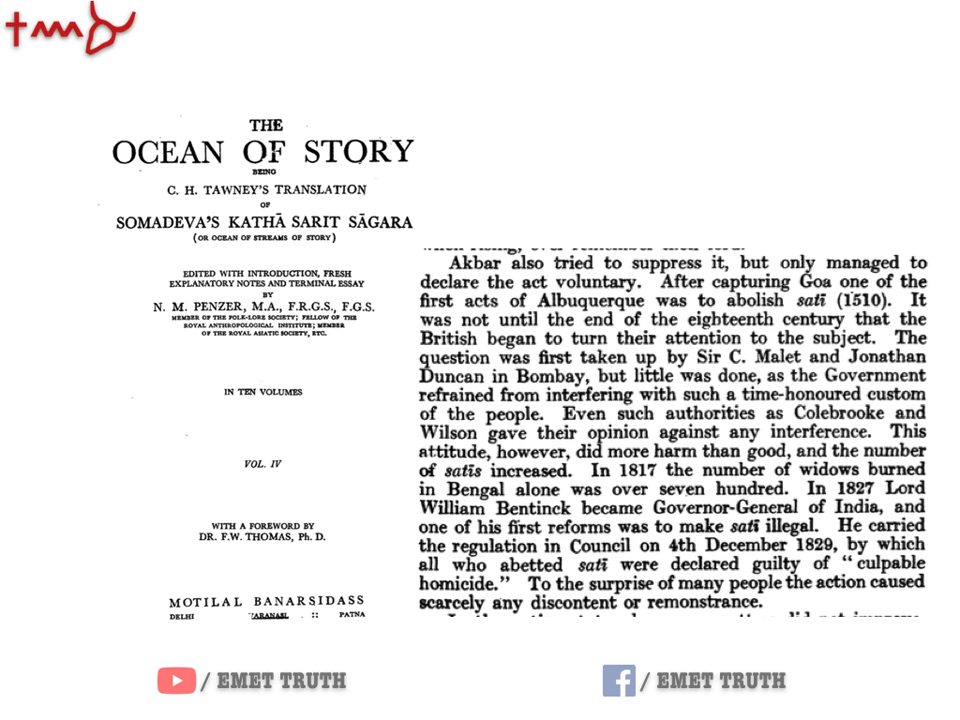 THE
OCEAN OF STORY
BEING
C. H. TAWNEY'S TRANSLATION
OF
SOMADEVA'S KATHĀ SARIT SĀGARA
(OR OCEAN OF STREAMS OF STORY)
EDITED WITH INTRODUCTION, FRESH
EXPLANATORY NOTES AND TERMINAL ESSAY
BY
N. M. PENZER, M.A., F.R.G.S., F.G.S.
MEMBER OF THE FOLK-LORE SOCIETY; FELLOW OF THE
ROYAL ANTHROPOLOGICAL INSTITUTE; MEMBER
OF THE ROYAL ASIATIC SOCIETY, ETC.
IN TEN VOLUMES
VOL. IV
WITH A FOREWORD BY
DR. F.W. THOMAS, Ph. D.
MOTILAL BANARSIDASS
DELHI VARANASI :: PATNA
Akbar also tried to suppress it, but only managed to
declare the act voluntary. After capturing Goa one of the
first acts of Albuquerque was to abolish satī (1510). It
was not until the end of the eighteenth century that the
British began to turn their attention to the subject. The
question was first taken up by Sir C. Malet and Jonathan
Duncan in Bombay, but little was done, as the Government
refrained from interfering with such a time-honoured custom
of the people. Even such authorities as Colebrooke and
Wilson gave their opinion against any interference. This
attitude, however, did more harm than good, and the number
of satīs increased. In 1817 the number of widows burned
in Bengal alone was over seven hundred. In 1827 Lord
William Bentinck became Governor-General of India, and
one of his first reforms was to make satī illegal. He carried
the regulation in Council on 4th December 1829, by which
all who abetted satī were declared guilty of "culpable
homicide." To the surprise of many people the action caused
scarcely any discontent or remonstrance.
/ EMET TRUTH
/ EMET TRUTH